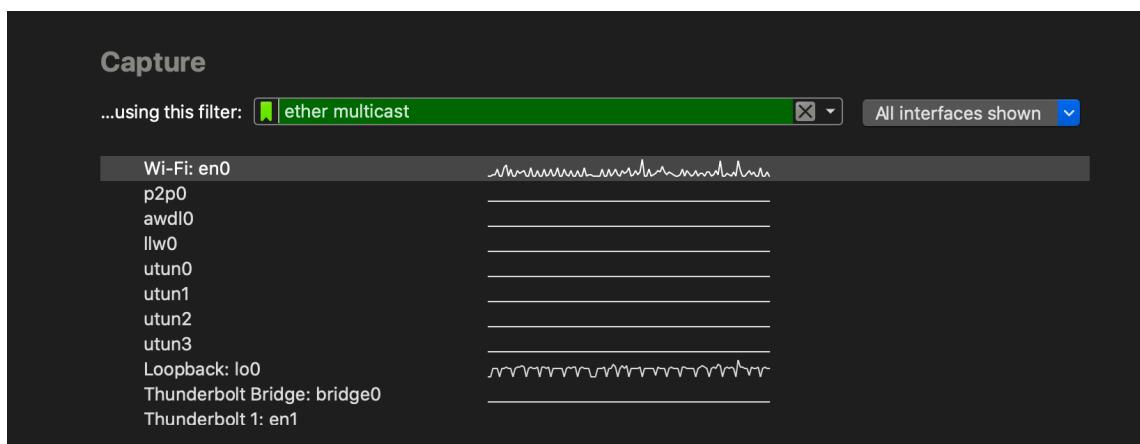 Capture
...using this filter: ether multicast All interfaces shown
Wi-Fi: en0
p2p0
awdl0
llw0
utun0
utun1
utun2
utun3
Loopback: lo0
Thunderbolt Bridge: bridge0
Thunderbolt 1: en1